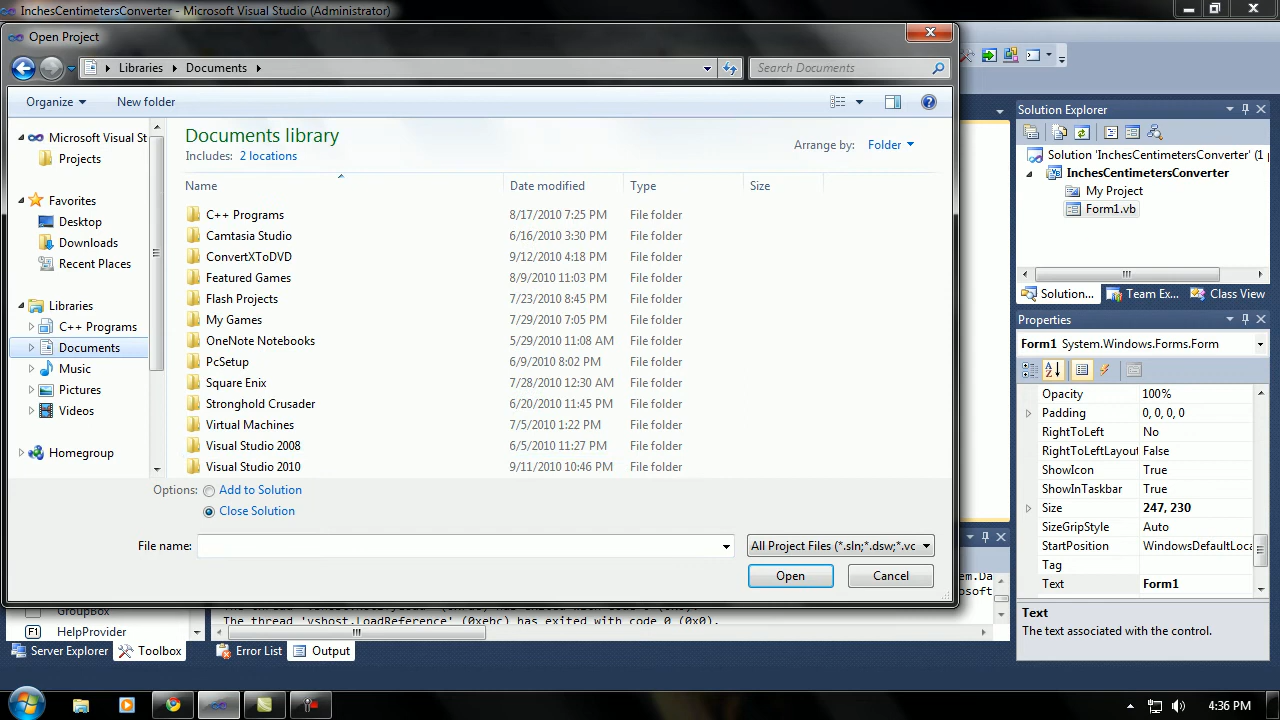 InchesCentimetersConverter - Microsoft Visual Studio (Administrator)
Open Project
Libraries Documents
Search Documents
Organize New folder
Microsoft Visual St
Projects
Favorites
Desktop
Downloads
Recent Places
Libraries
C++ Programs
Documents
Music
Pictures
Videos
Homegroup
Documents library
Includes: 2 locations
Arrange by: Folder
Name Date modified Type Size
C++ Programs 8/17/2010 7:25 PM File folder
Camtasia Studio 6/16/2010 3:30 PM File folder
ConvertXToDVD 9/12/2010 4:18 PM File folder
Featured Games 8/9/2010 11:03 PM File folder
Flash Projects 7/23/2010 8:45 PM File folder
My Games 7/29/2010 7:05 PM File folder
OneNote Notebooks 5/29/2010 11:08 AM File folder
PcSetup 6/9/2010 8:02 PM File folder
Square Enix 7/28/2010 12:30 AM File folder
Stronghold Crusader 6/20/2010 11:45 PM File folder
Virtual Machines 7/5/2010 1:22 PM File folder
Visual Studio 2008 6/5/2010 11:27 PM File folder
Visual Studio 2010 9/11/2010 10:46 PM File folder
Options: Add to Solution
Close Solution
File name:
All Project Files (*.sln;*.dsw;*.vc
Open Cancel
Solution Explorer
Solution 'InchesCentimetersConverter' (1 p
InchesCentimetersConverter
My Project
Form1.vb
Solution... Team Ex... Class View
Properties
Form1 System.Windows.Forms.Form
Opacity 100%
Padding 0, 0, 0, 0
RightToLeft No
RightToLeftLayou False
ShowIcon True
ShowInTaskbar True
Size 247, 230
SizeGripStyle Auto
StartPosition WindowsDefaultLoca
Tag
Text Form1
Text
The text associated with the control.
GroupBox
HelpProvider
Server Explorer Toolbox
The thread 'vshost.LoadReference' (0xebc) has exited with code 0 (0x0).
Error List Output
4:36 PM